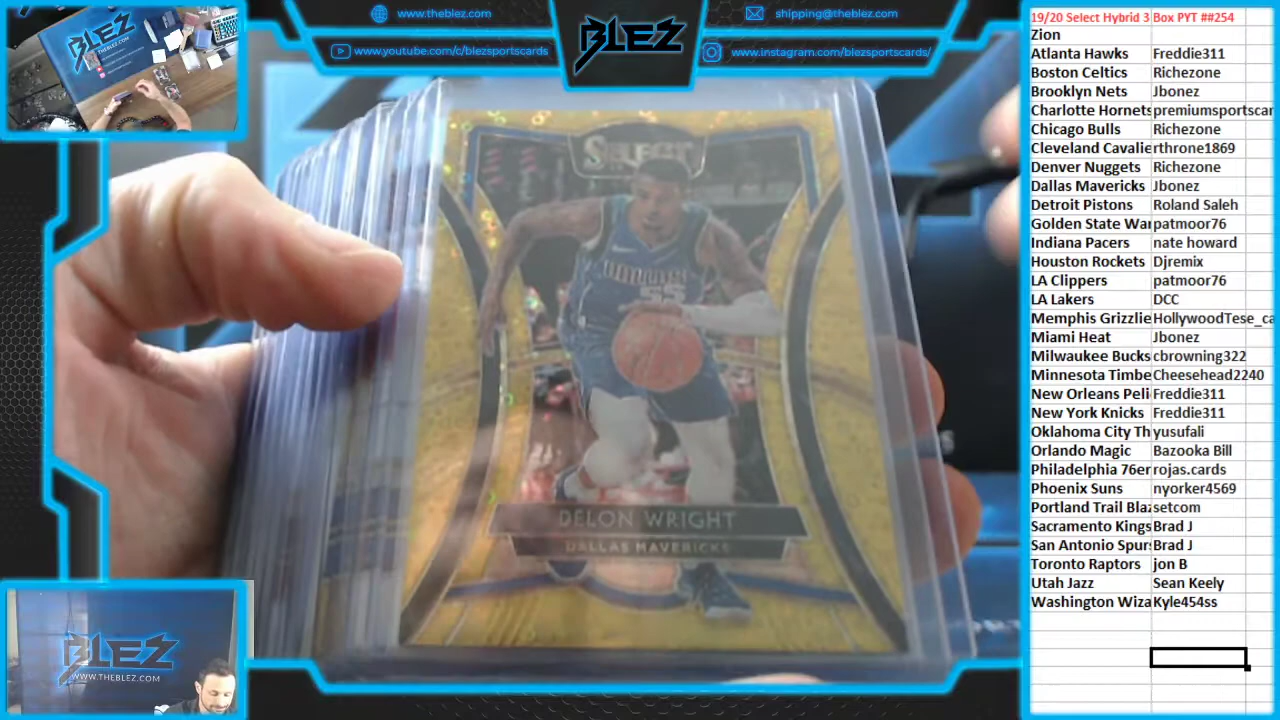 BLEZ
www.theblez.com
www.youtube.com/c/blezsportscards
BLEZ
shipping@theblez.com
www.instagram.com/blezsportscards/
SELECT
55
DELON WRIGHT
DALLAS MAVERICKS
BLEZ
WWW.THEBLEZ.COM
19/20 Select Hybrid 3 Box PYT ##254
Zion
Atlanta Hawks Freddie311
Boston Celtics Richezone
Brooklyn Nets Jbonez
Charlotte Hornets premiumsportscar
Chicago Bulls Richezone
Cleveland Cavalie rthrone1869
Denver Nuggets Richezone
Dallas Mavericks Jbonez
Detroit Pistons Roland Saleh
Golden State War patmoor76
Indiana Pacers nate howard
Houston Rockets Djremix
LA Clippers patmoor76
LA Lakers DCC
Memphis Grizzlie HollywoodTese_ca
Miami Heat Jbonez
Milwaukee Bucks cbrowning322
Minnesota Timbe Cheesehead2240
New Orleans Peli Freddie311
New York Knicks Freddie311
Oklahoma City Th yusufali
Orlando Magic Bazooka Bill
Philadelphia 76er rojas.cards
Phoenix Suns nyorker4569
Portland Trail Blaz setcom
Sacramento Kings Brad J
San Antonio Spurs Brad J
Toronto Raptors jon B
Utah Jazz Sean Keely
Washington Wiza Kyle454ss